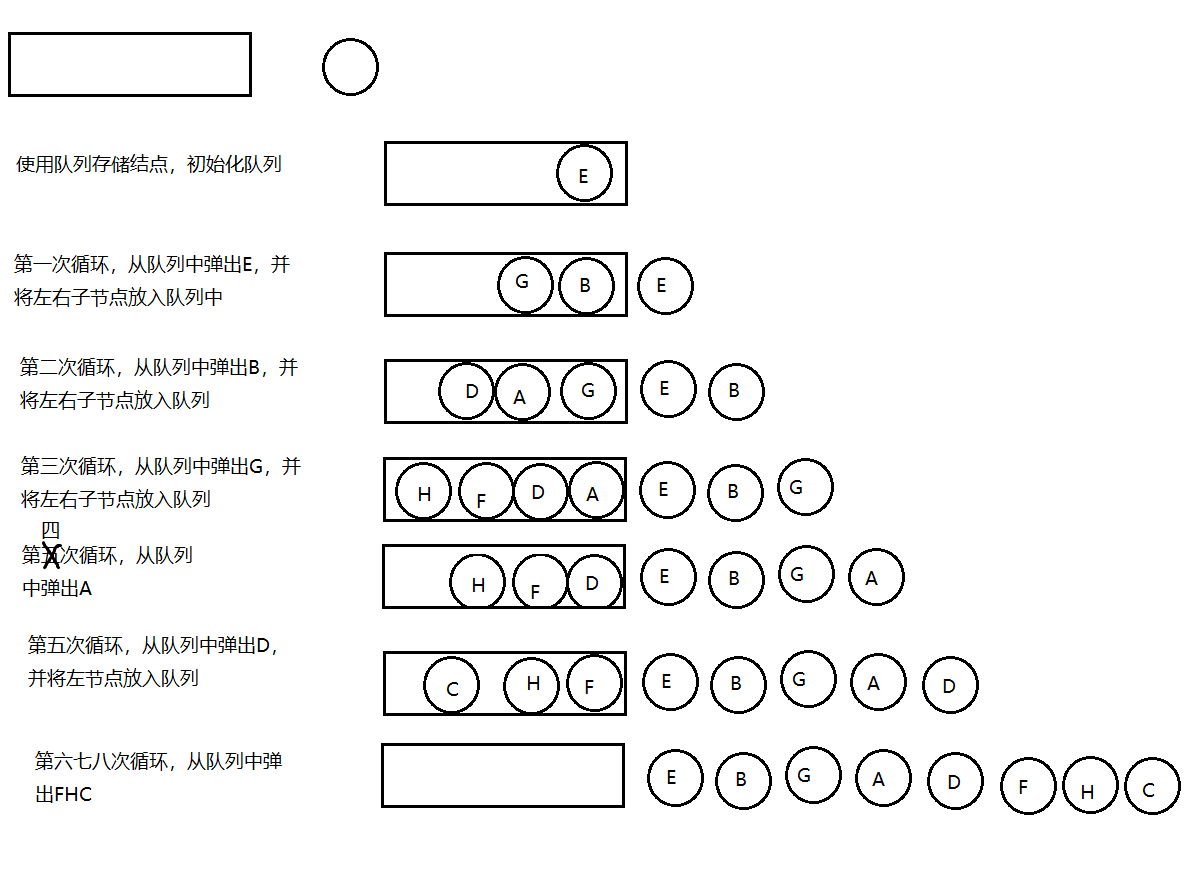 使用队列存储结点，初始化队列
E
第一次循环，从队列中弹出E，并
将左右子节点放入队列中
G B E
第二次循环，从队列中弹出B，并
将左右子节点放入队列
D A G E B
第三次循环，从队列中弹出G，并
将左右子节点放入队列
H F D A E B G
四
第五次循环，从队列
中弹出A
H F D E B G A
第五次循环，从队列中弹出D，
并将左节点放入队列
C H F E B G A D
第六七八次循环，从队列中弹
出FHC
E B G A D F H C